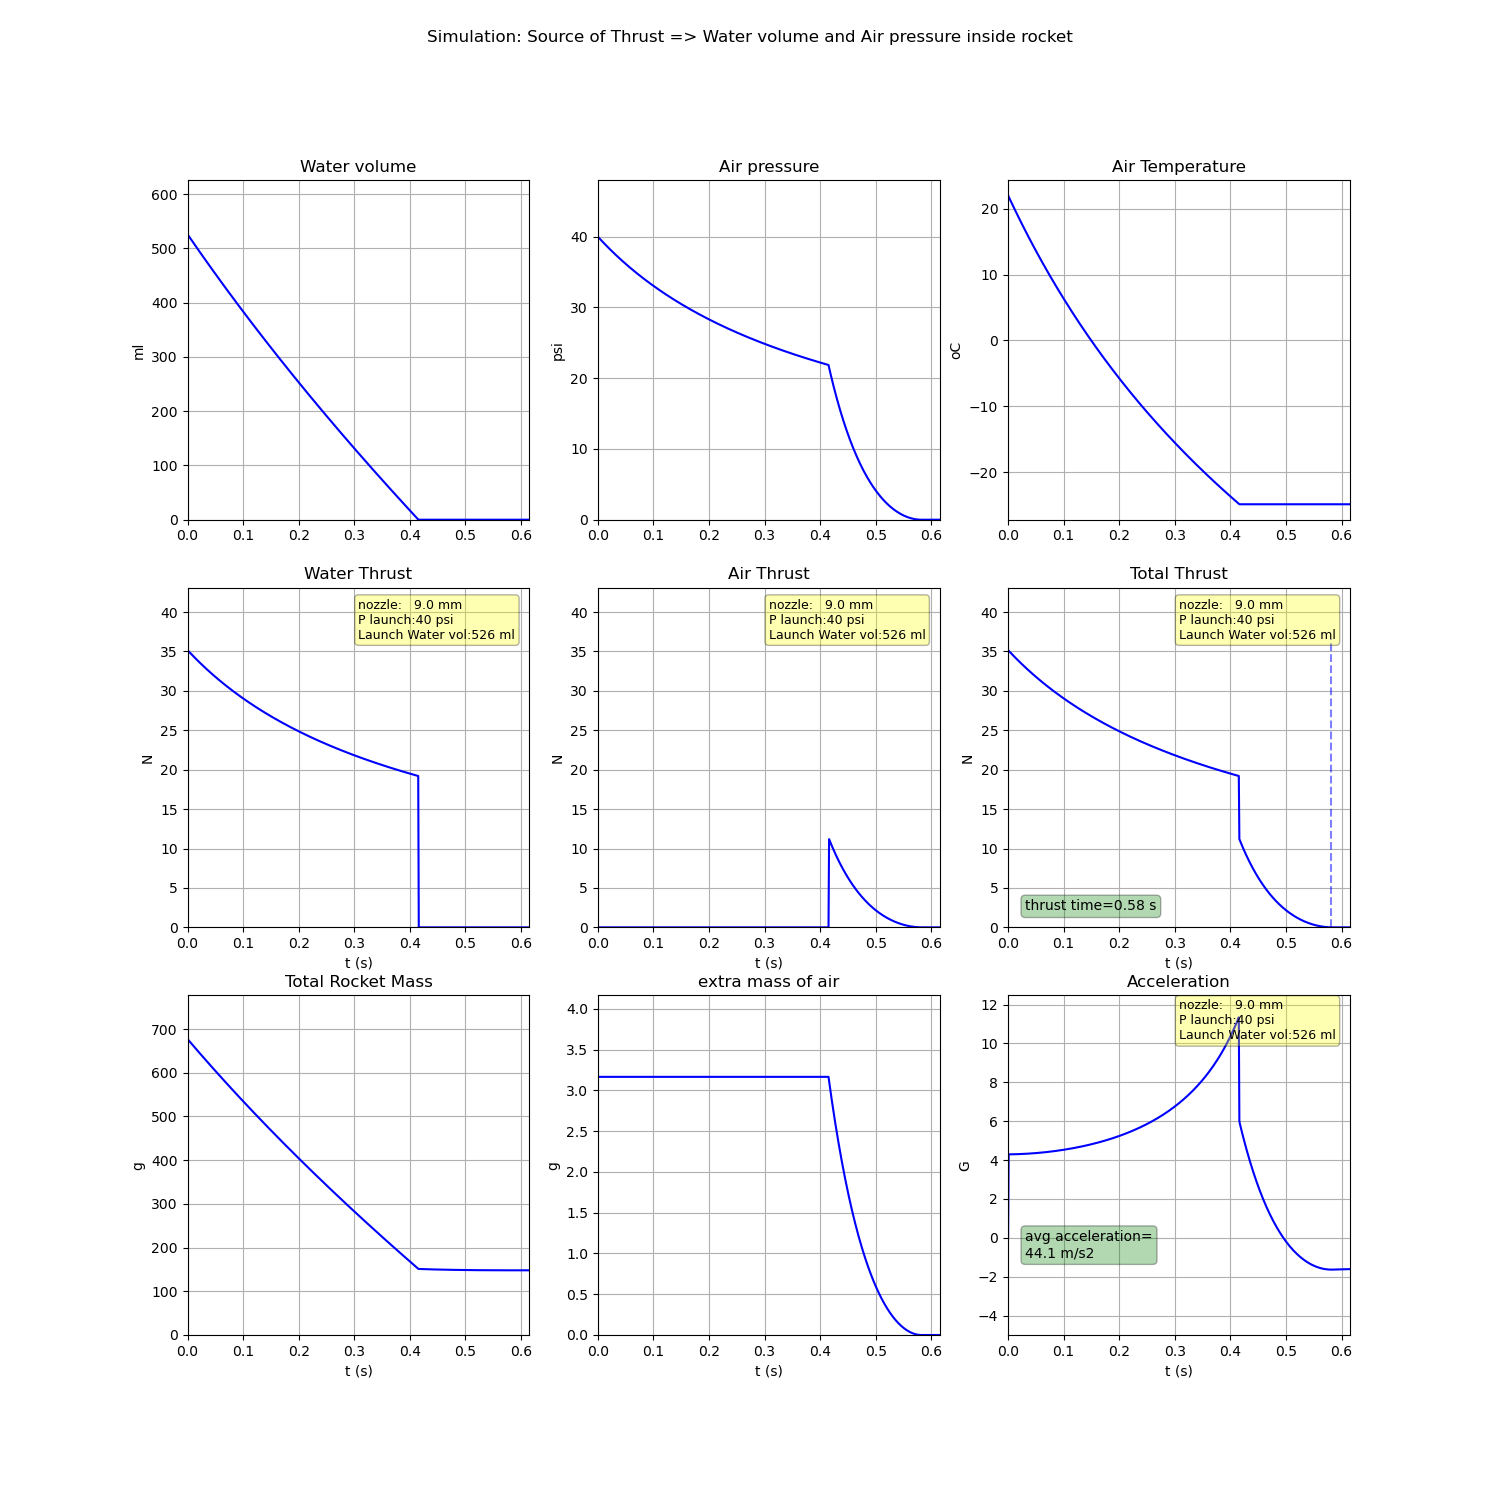 Simulation: Source of Thrust => Water volume and Air pressure inside rocket
Water volume
600
500
400
300
200
100
0
ml
0.0 0.1 0.2 0.3 0.4 0.5 0.6
Air pressure
40
30
20
10
0
psi
0.0 0.1 0.2 0.3 0.4 0.5 0.6
Air Temperature
20
10
0
−10
−20
oC
0.0 0.1 0.2 0.3 0.4 0.5 0.6
Water Thrust
nozzle: 9.0 mm
P launch:40 psi
Launch Water vol:526 ml
40
35
30
25
20
15
10
5
0
N
0.0 0.1 0.2 0.3 0.4 0.5 0.6
t (s)
Air Thrust
nozzle: 9.0 mm
P launch:40 psi
Launch Water vol:526 ml
40
35
30
25
20
15
10
5
0
N
0.0 0.1 0.2 0.3 0.4 0.5 0.6
t (s)
Total Thrust
nozzle: 9.0 mm
P launch:40 psi
Launch Water vol:526 ml
40
35
30
25
20
15
10
5
0
N
thrust time=0.58 s
0.0 0.1 0.2 0.3 0.4 0.5 0.6
t (s)
Total Rocket Mass
700
600
500
400
300
200
100
0
g
0.0 0.1 0.2 0.3 0.4 0.5 0.6
t (s)
extra mass of air
4.0
3.5
3.0
2.5
2.0
1.5
1.0
0.5
0.0
g
0.0 0.1 0.2 0.3 0.4 0.5 0.6
t (s)
Acceleration
nozzle: 9.0 mm
P launch:40 psi
Launch Water vol:526 ml
12
10
8
6
4
2
0
−2
−4
G
avg acceleration=
44.1 m/s2
0.0 0.1 0.2 0.3 0.4 0.5 0.6
t (s)